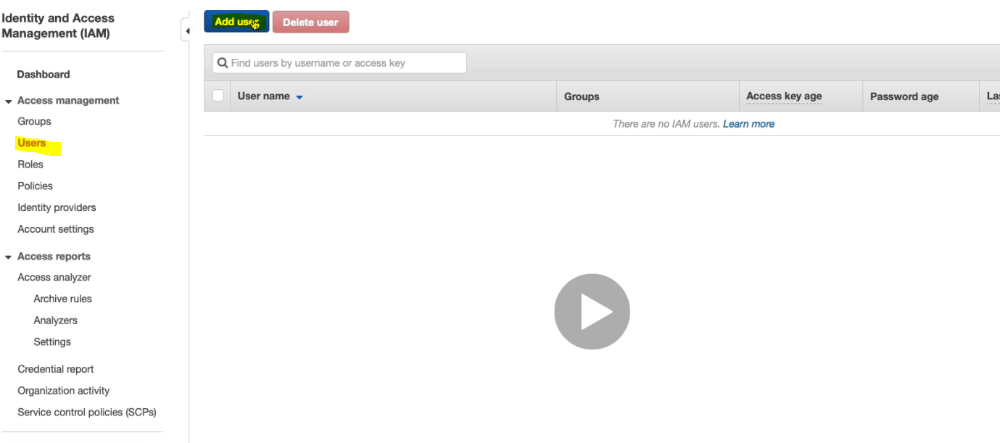 Identity and Access
Management (IAM)
Dashboard
Access management
Groups
Users
Roles
Policies
Identity providers
Account settings
Access reports
Access analyzer
Archive rules
Analyzers
Settings
Credential report
Organization activity
Service control policies (SCPs)
Add user Delete user
Find users by username or access key
User name Groups Access key age Password age Las
There are no IAM users. Learn more